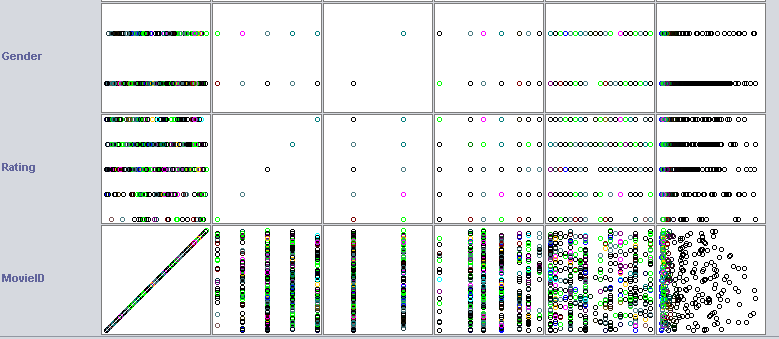 Gender
Rating
MovieID